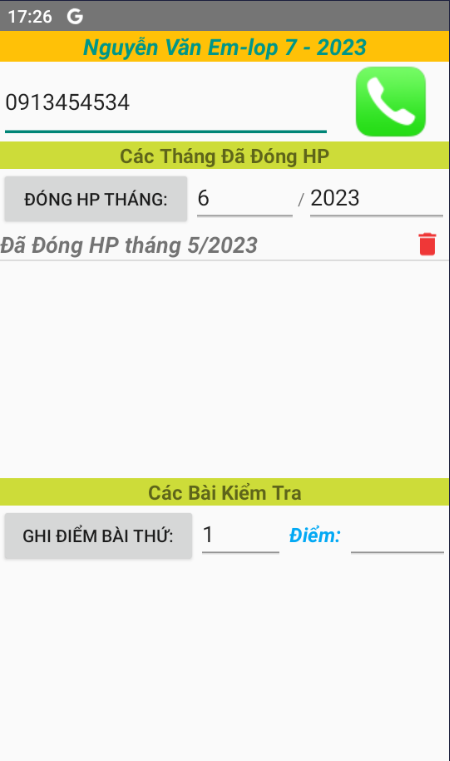 17:26 G
Nguyễn Văn Em-lop 7 - 2023
0913454534
Các Tháng Đã Đóng HP
ĐÓNG HP THÁNG: 6 / 2023
Đã Đóng HP tháng 5/2023
Các Bài Kiểm Tra
GHI ĐIỂM BÀI THỨ: 1 Điểm: